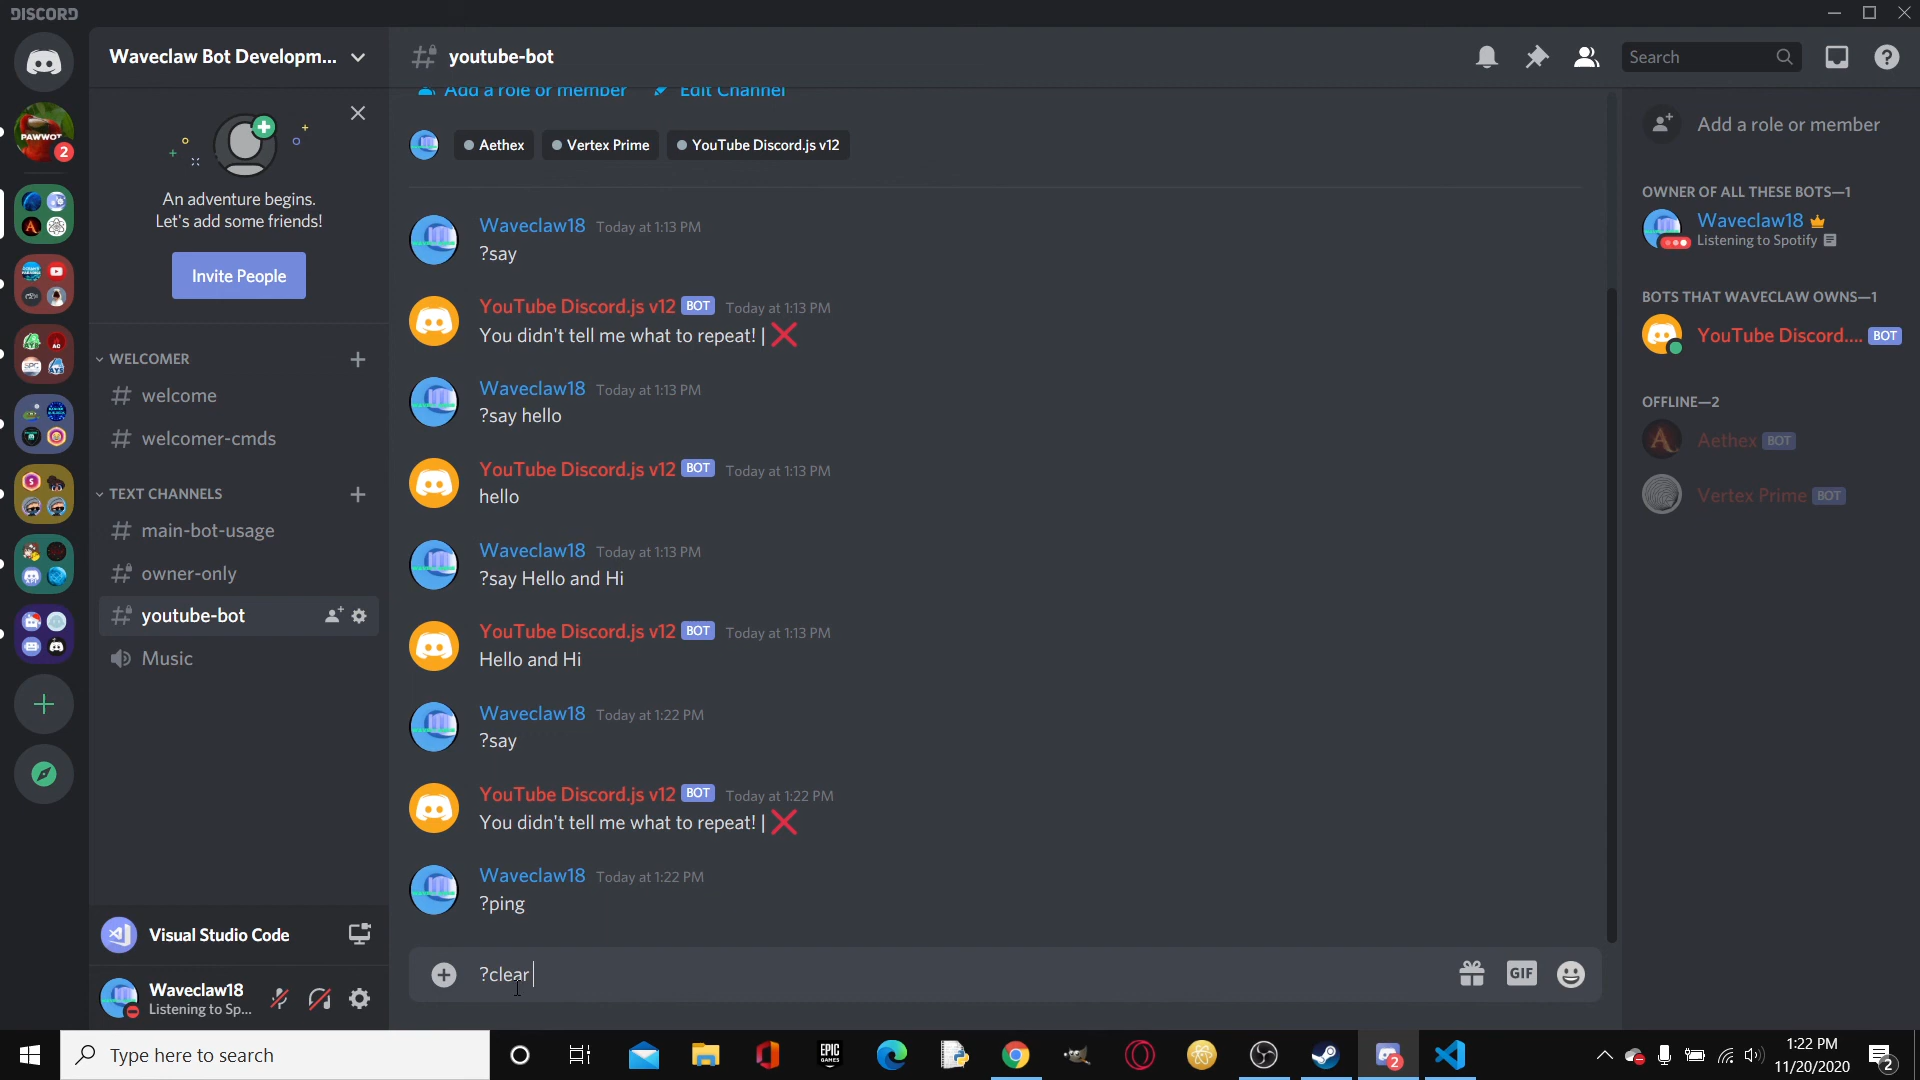 DISCORD
Waveclaw Bot Developm...
youtube-bot
Search
PAWWOT
2
An adventure begins.
Let's add some friends!
Invite People
WELCOMER
welcome
welcomer-cmds
TEXT CHANNELS
main-bot-usage
owner-only
youtube-bot
Music
Visual Studio Code
Waveclaw18
Listening to Sp...
Add a role or member Edit Channel
Aethex Vertex Prime YouTube Discord.js v12
Waveclaw18 Today at 1:13 PM
?say
YouTube Discord.js v12 BOT Today at 1:13 PM
You didn't tell me what to repeat! | ❌
Waveclaw18 Today at 1:13 PM
?say hello
YouTube Discord.js v12 BOT Today at 1:13 PM
hello
Waveclaw18 Today at 1:13 PM
?say Hello and Hi
YouTube Discord.js v12 BOT Today at 1:13 PM
Hello and Hi
Waveclaw18 Today at 1:22 PM
?say
YouTube Discord.js v12 BOT Today at 1:22 PM
You didn't tell me what to repeat! | ❌
Waveclaw18 Today at 1:22 PM
?ping
?clear
GIF
Add a role or member
OWNER OF ALL THESE BOTS—1
Waveclaw18
Listening to Spotify
BOTS THAT WAVECLAW OWNS—1
YouTube Discord.... BOT
OFFLINE—2
Aethex BOT
Vertex Prime BOT
Type here to search
EPIC
GAMES
2
1:22 PM
11/20/2020
2